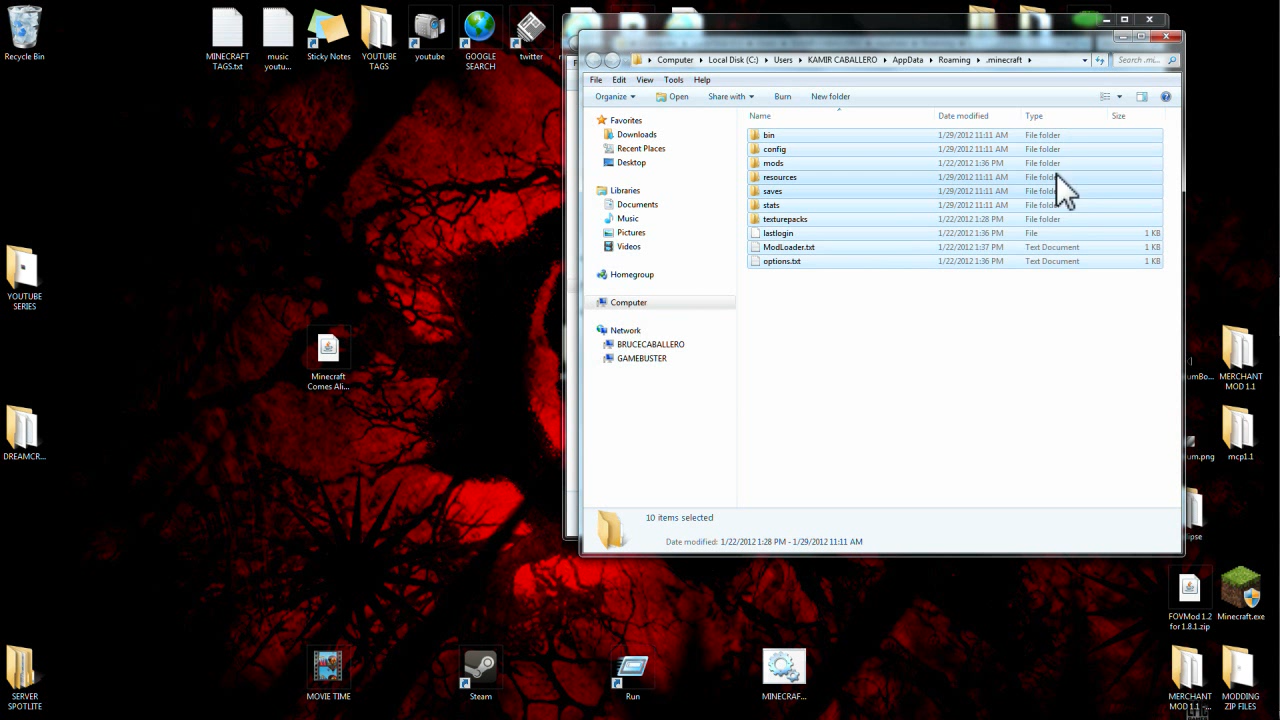 Recycle Bin
MINECRAFT
TAGS.txt
music
youtu...
Sticky Notes
YOUTUBE
TAGS
youtube
GOOGLE
SEARCH
twitter
Computer Local Disk (C:) Users KAMIR CABALLERO AppData Roaming .minecraft
Search .mi...
File Edit View Tools Help
Organize Open Share with Burn New folder
Name Date modified Type Size
Favorites
Downloads
Recent Places
Desktop
Libraries
Documents
Music
Pictures
Videos
Homegroup
Computer
Network
BRUCECABALLERO
GAMEBUSTER
bin 1/29/2012 11:11 AM File folder
config 1/29/2012 11:11 AM File folder
mods 1/22/2012 1:36 PM File folder
resources 1/29/2012 11:11 AM File folde
saves 1/29/2012 11:11 AM File fold
stats 1/29/2012 11:11 AM File folder
texturepacks 1/22/2012 1:28 PM File folder
lastlogin 1/22/2012 1:36 PM File 1 KB
ModLoader.txt 1/22/2012 1:37 PM Text Document 1 KB
options.txt 1/22/2012 1:36 PM Text Document 1 KB
10 items selected
Date modified: 1/22/2012 1:28 PM - 1/29/2012 11:11 AM
YOUTUBE
SERIES
Minecraft
Comes Ali...
DREAMCR...
MERCHANT
MOD 1.1
mcp1.1
FOVMod 1.2
for 1.8.1.zip
Minecraft.exe
SERVER
SPOTLITE
MOVIE TIME
Steam
Run
MINECRAF...
MERCHANT
MOD 1.1 -...
MODDING
ZIP FILES